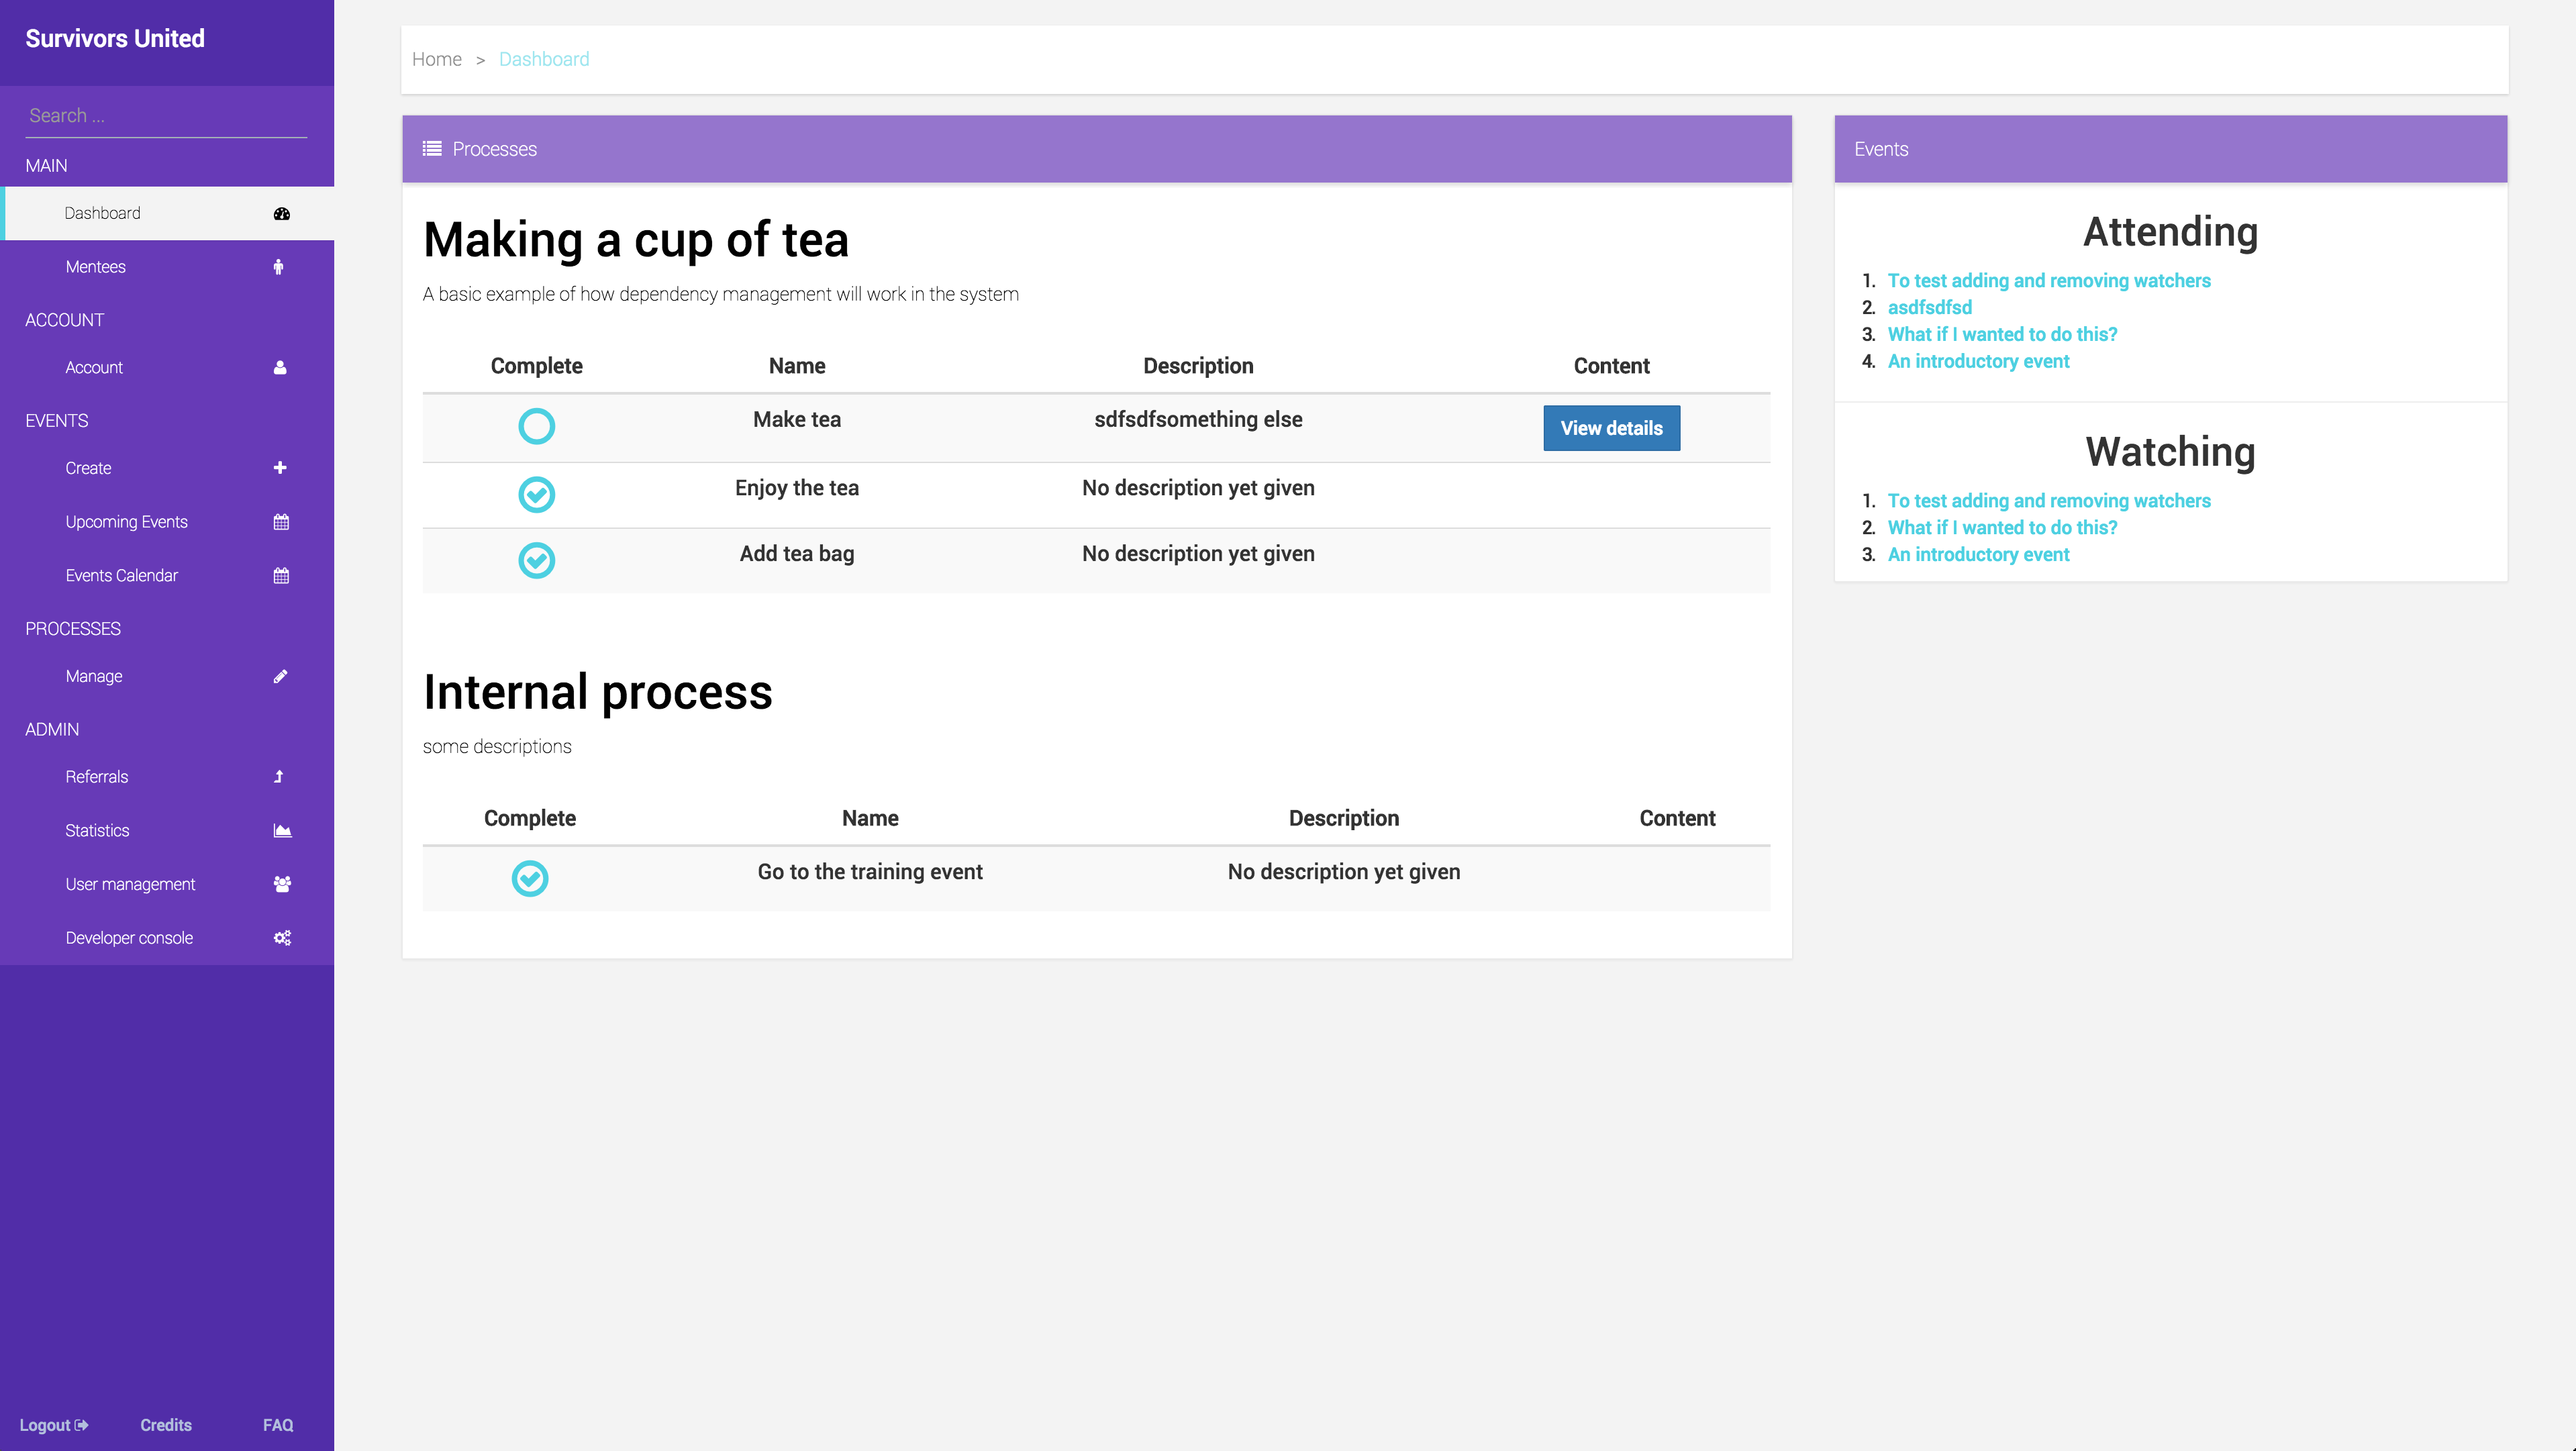 Survivors United
Search ...
MAIN
Dashboard
Mentees
ACCOUNT
Account
EVENTS
Create
Upcoming Events
Events Calendar
PROCESSES
Manage
ADMIN
Referrals
Statistics
User management
Developer console
Logout Credits FAQ
Home > Dashboard
Processes
Making a cup of tea
A basic example of how dependency management will work in the system
Complete Name Description Content
Make tea sdfsdfsomething else View details
Enjoy the tea No description yet given
Add tea bag No description yet given
Internal process
some descriptions
Complete Name Description Content
Go to the training event No description yet given
Events
Attending
1. To test adding and removing watchers
2. asdfsdfsd
3. What if I wanted to do this?
4. An introductory event
Watching
1. To test adding and removing watchers
2. What if I wanted to do this?
3. An introductory event